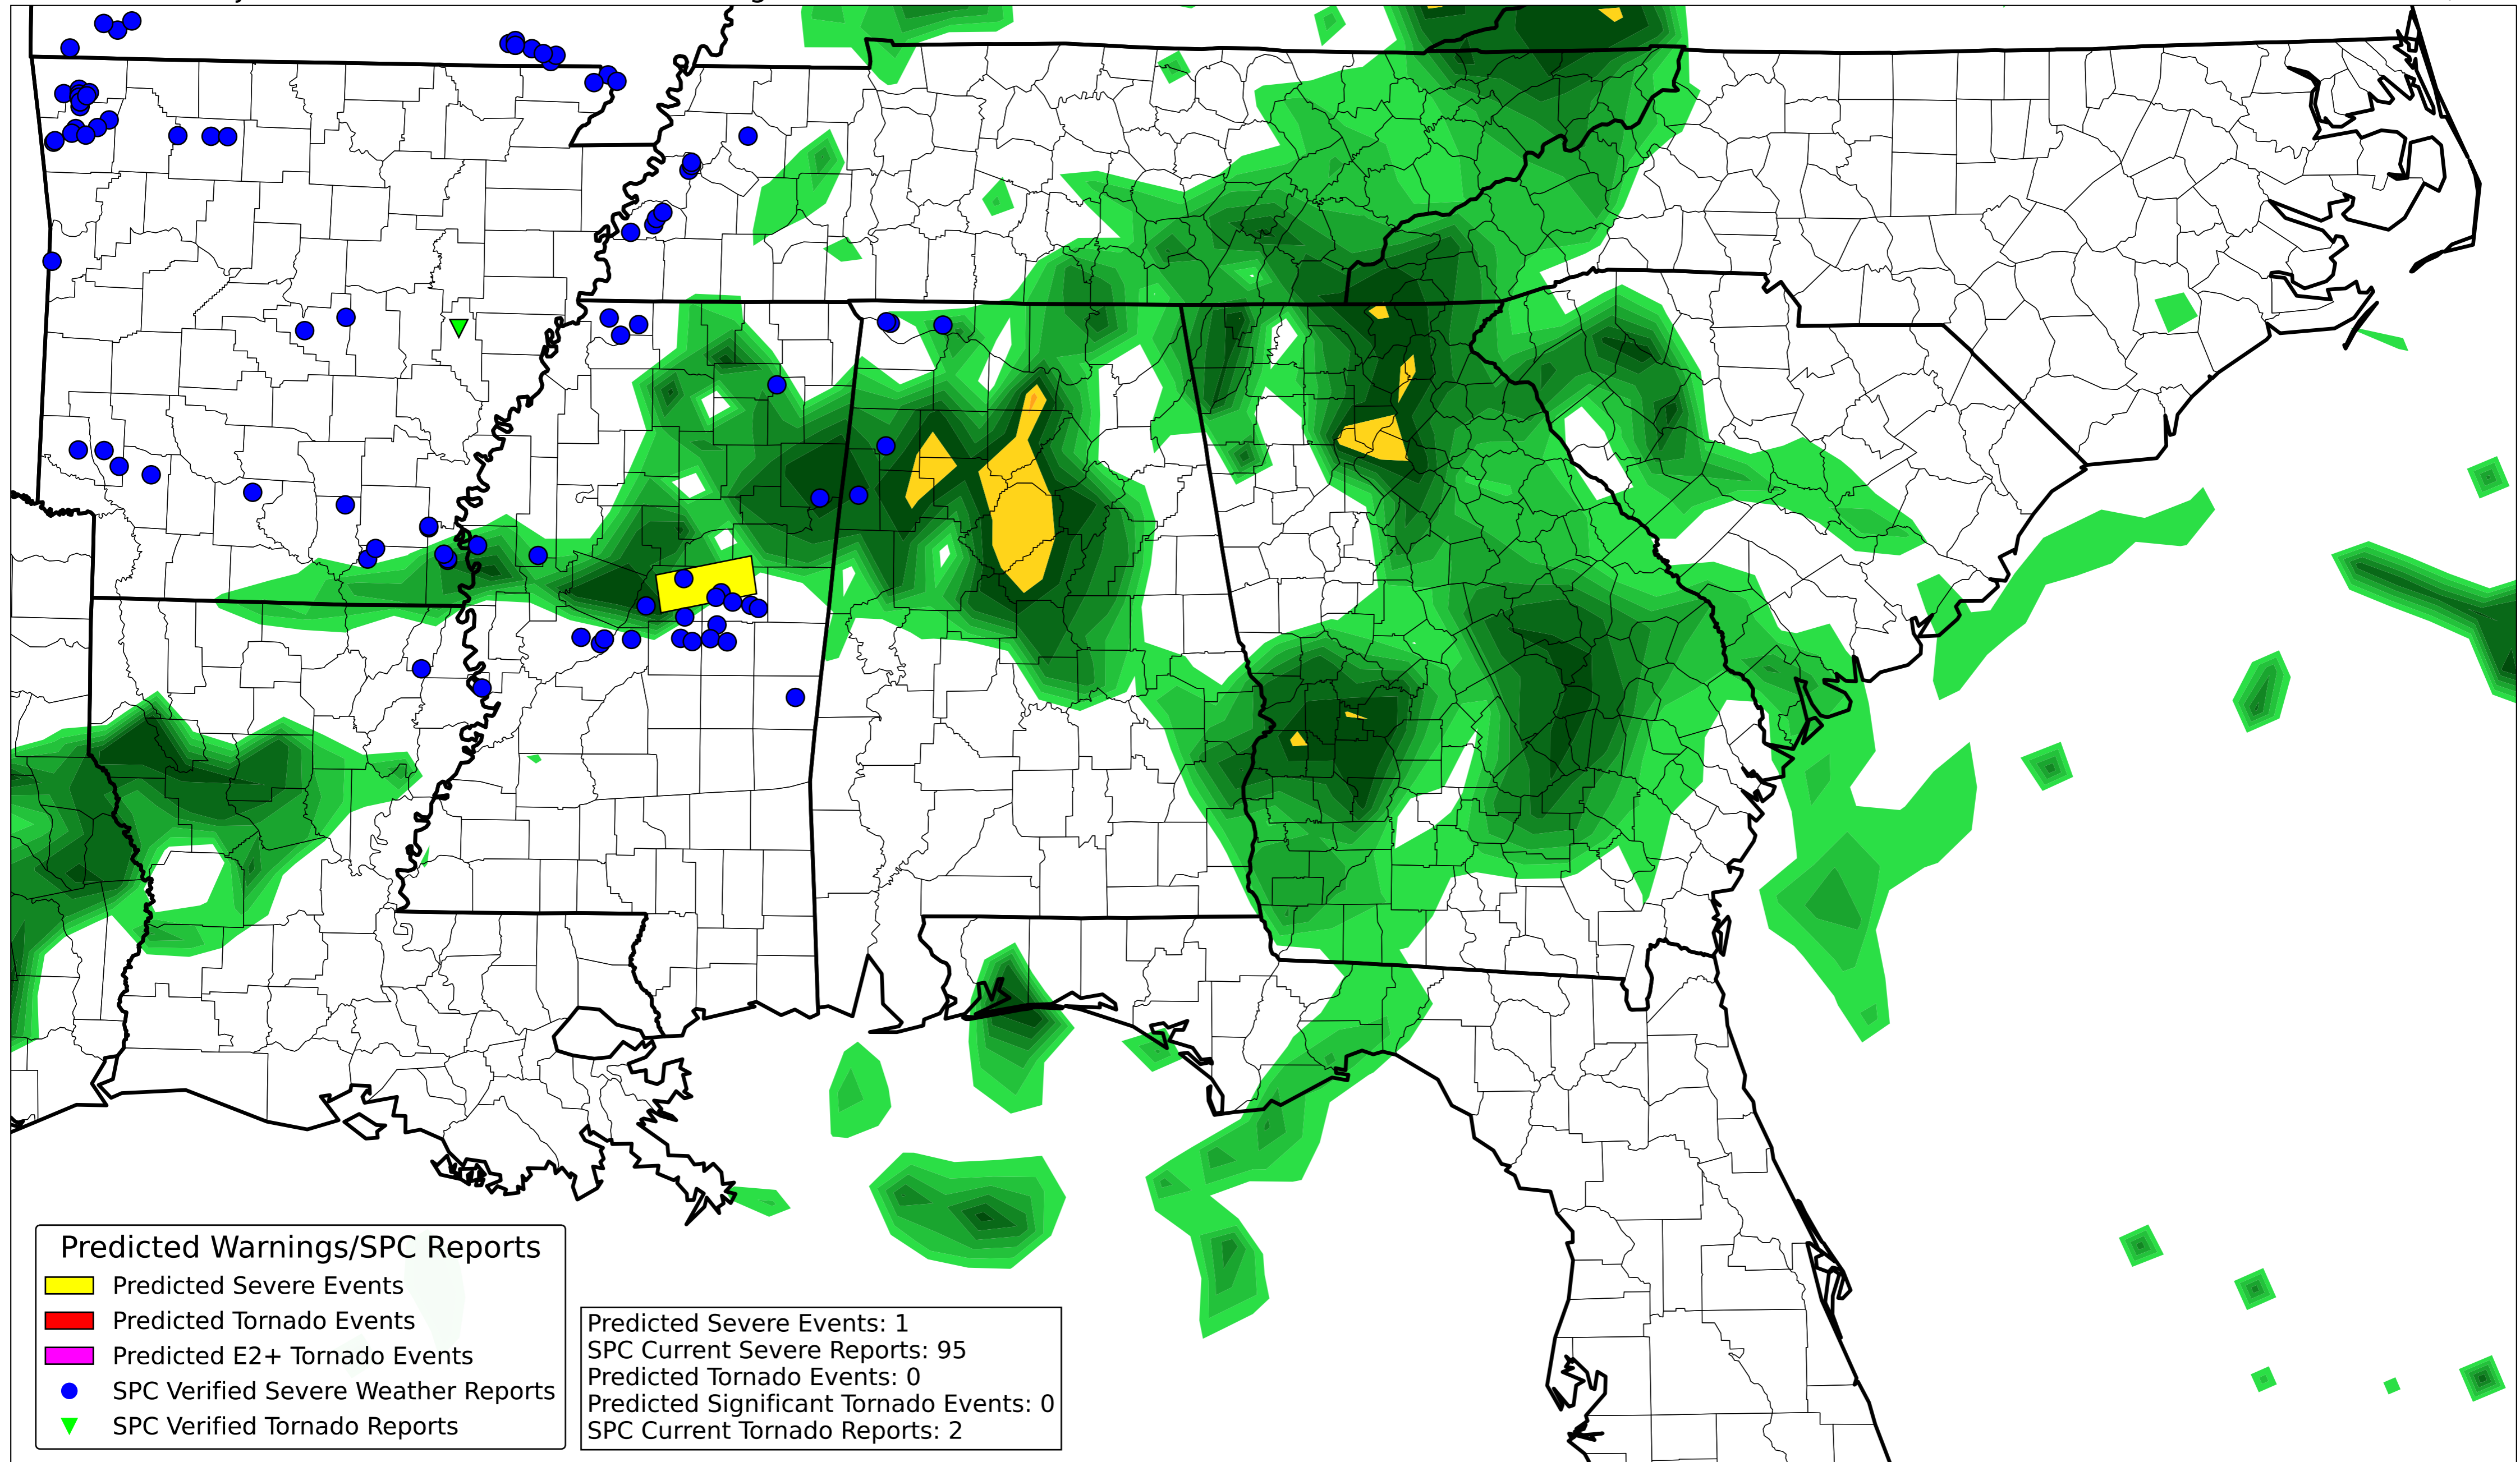 Predicted Warnings/SPC Reports
Predicted Severe Events
Predicted Tornado Events
Predicted E2+ Tornado Events
SPC Verified Severe Weather Reports
SPC Verified Tornado Reports
Predicted Severe Events: 1
SPC Current Severe Reports: 95
Predicted Tornado Events: 0
Predicted Significant Tornado Events: 0
SPC Current Tornado Reports: 2